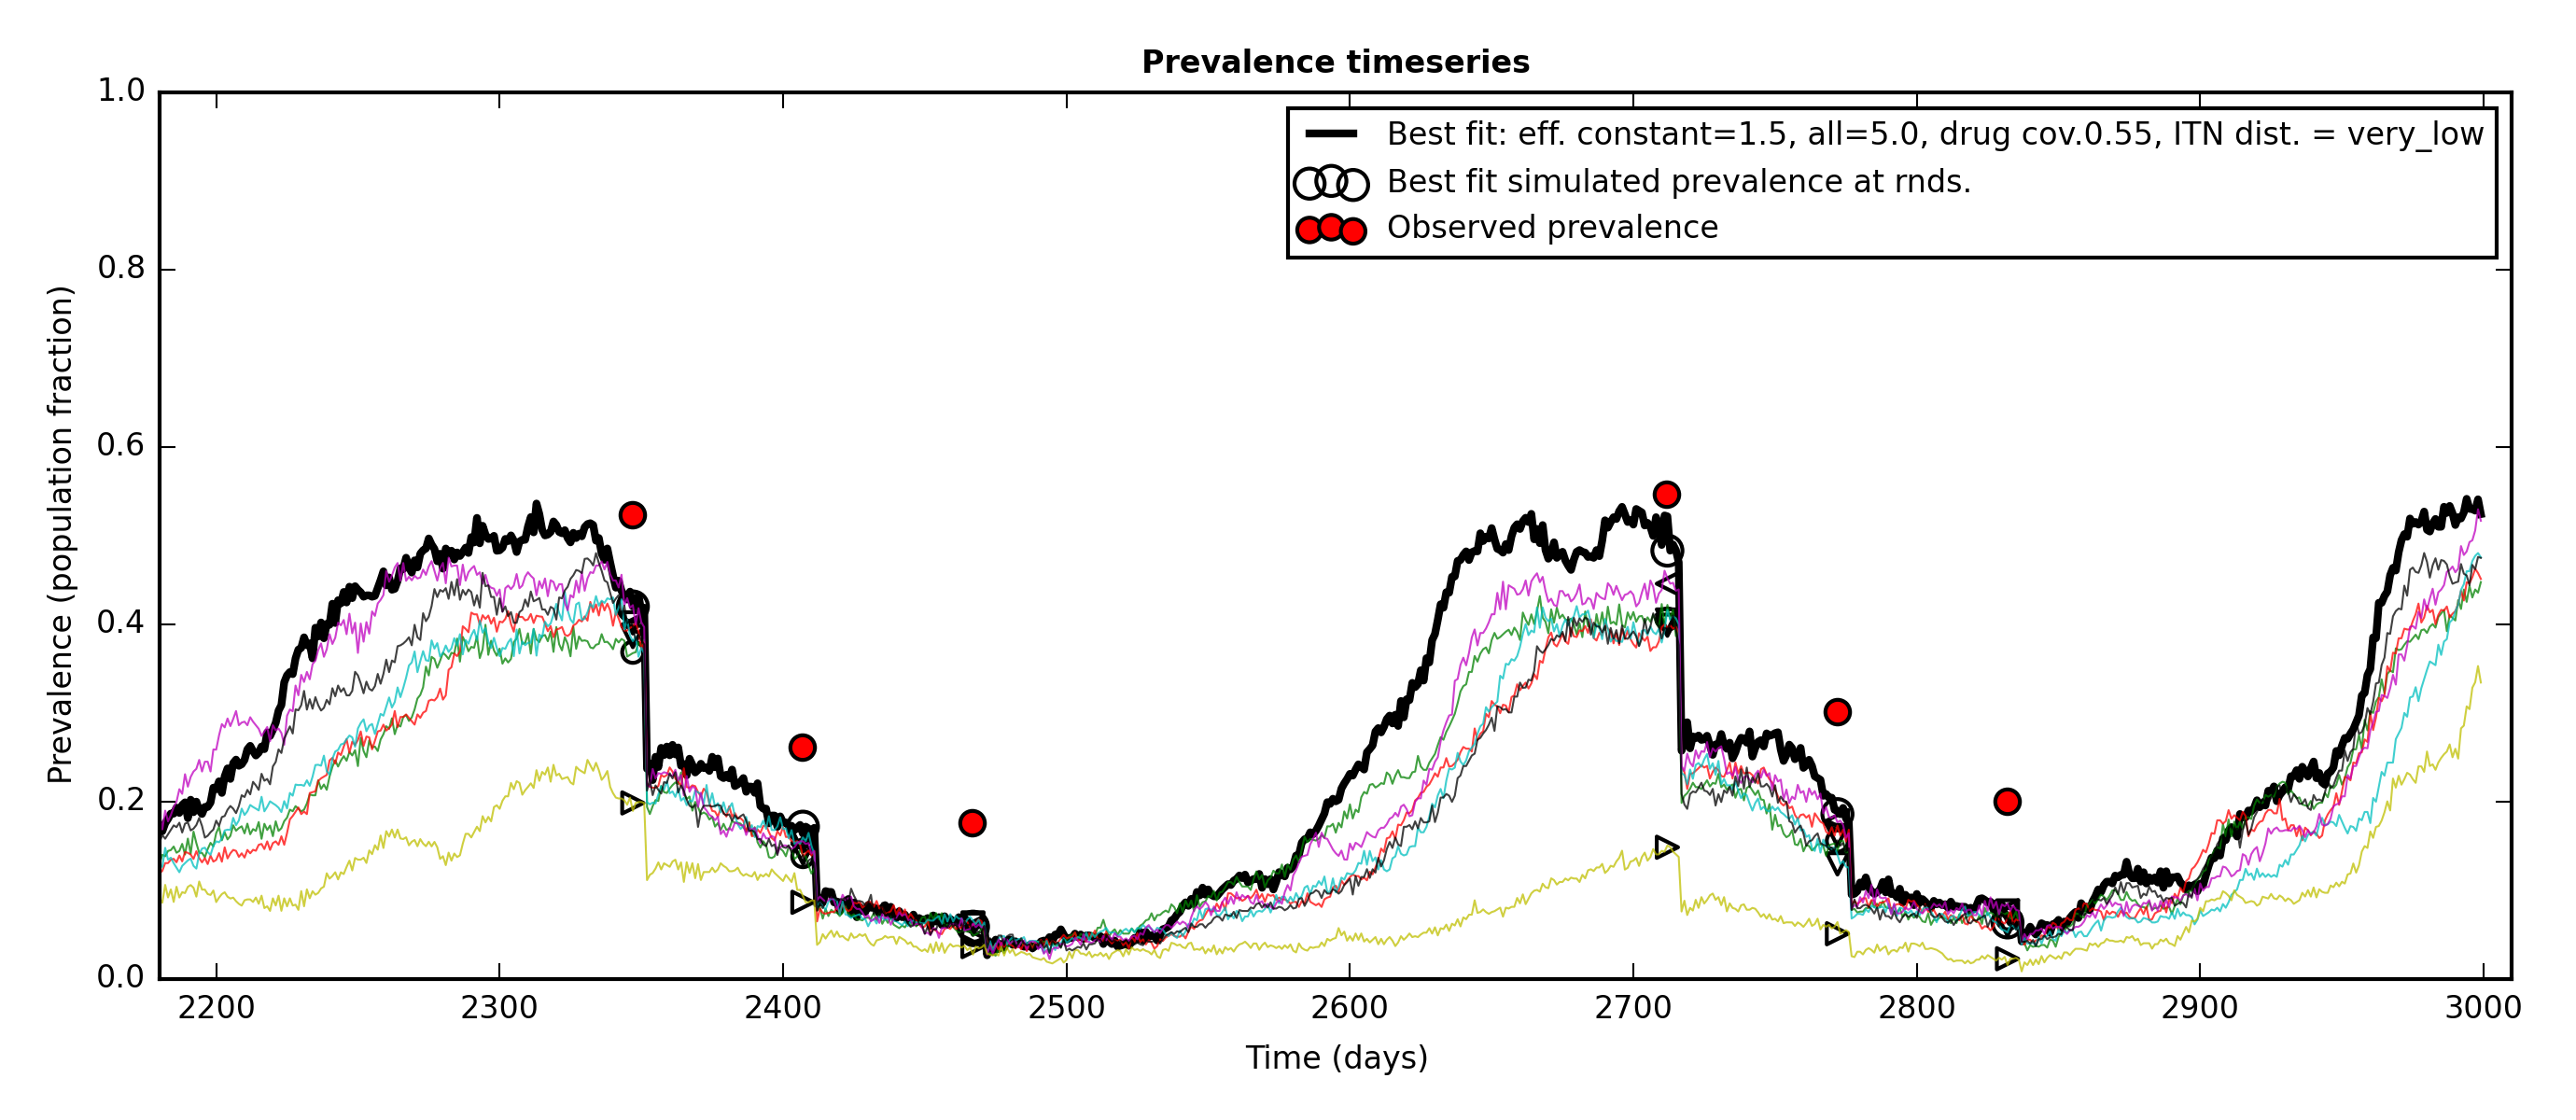 Prevalence timeseries
1.0
0.8
0.6
0.4
0.2
0.0
Prevalence (population fraction)
Best fit: eff. constant=1.5, all=5.0, drug cov.0.55, ITN dist. = very_low
Best fit simulated prevalence at rnds.
Observed prevalence
2200 2300 2400 2500 2600 2700 2800 2900 3000
Time (days)